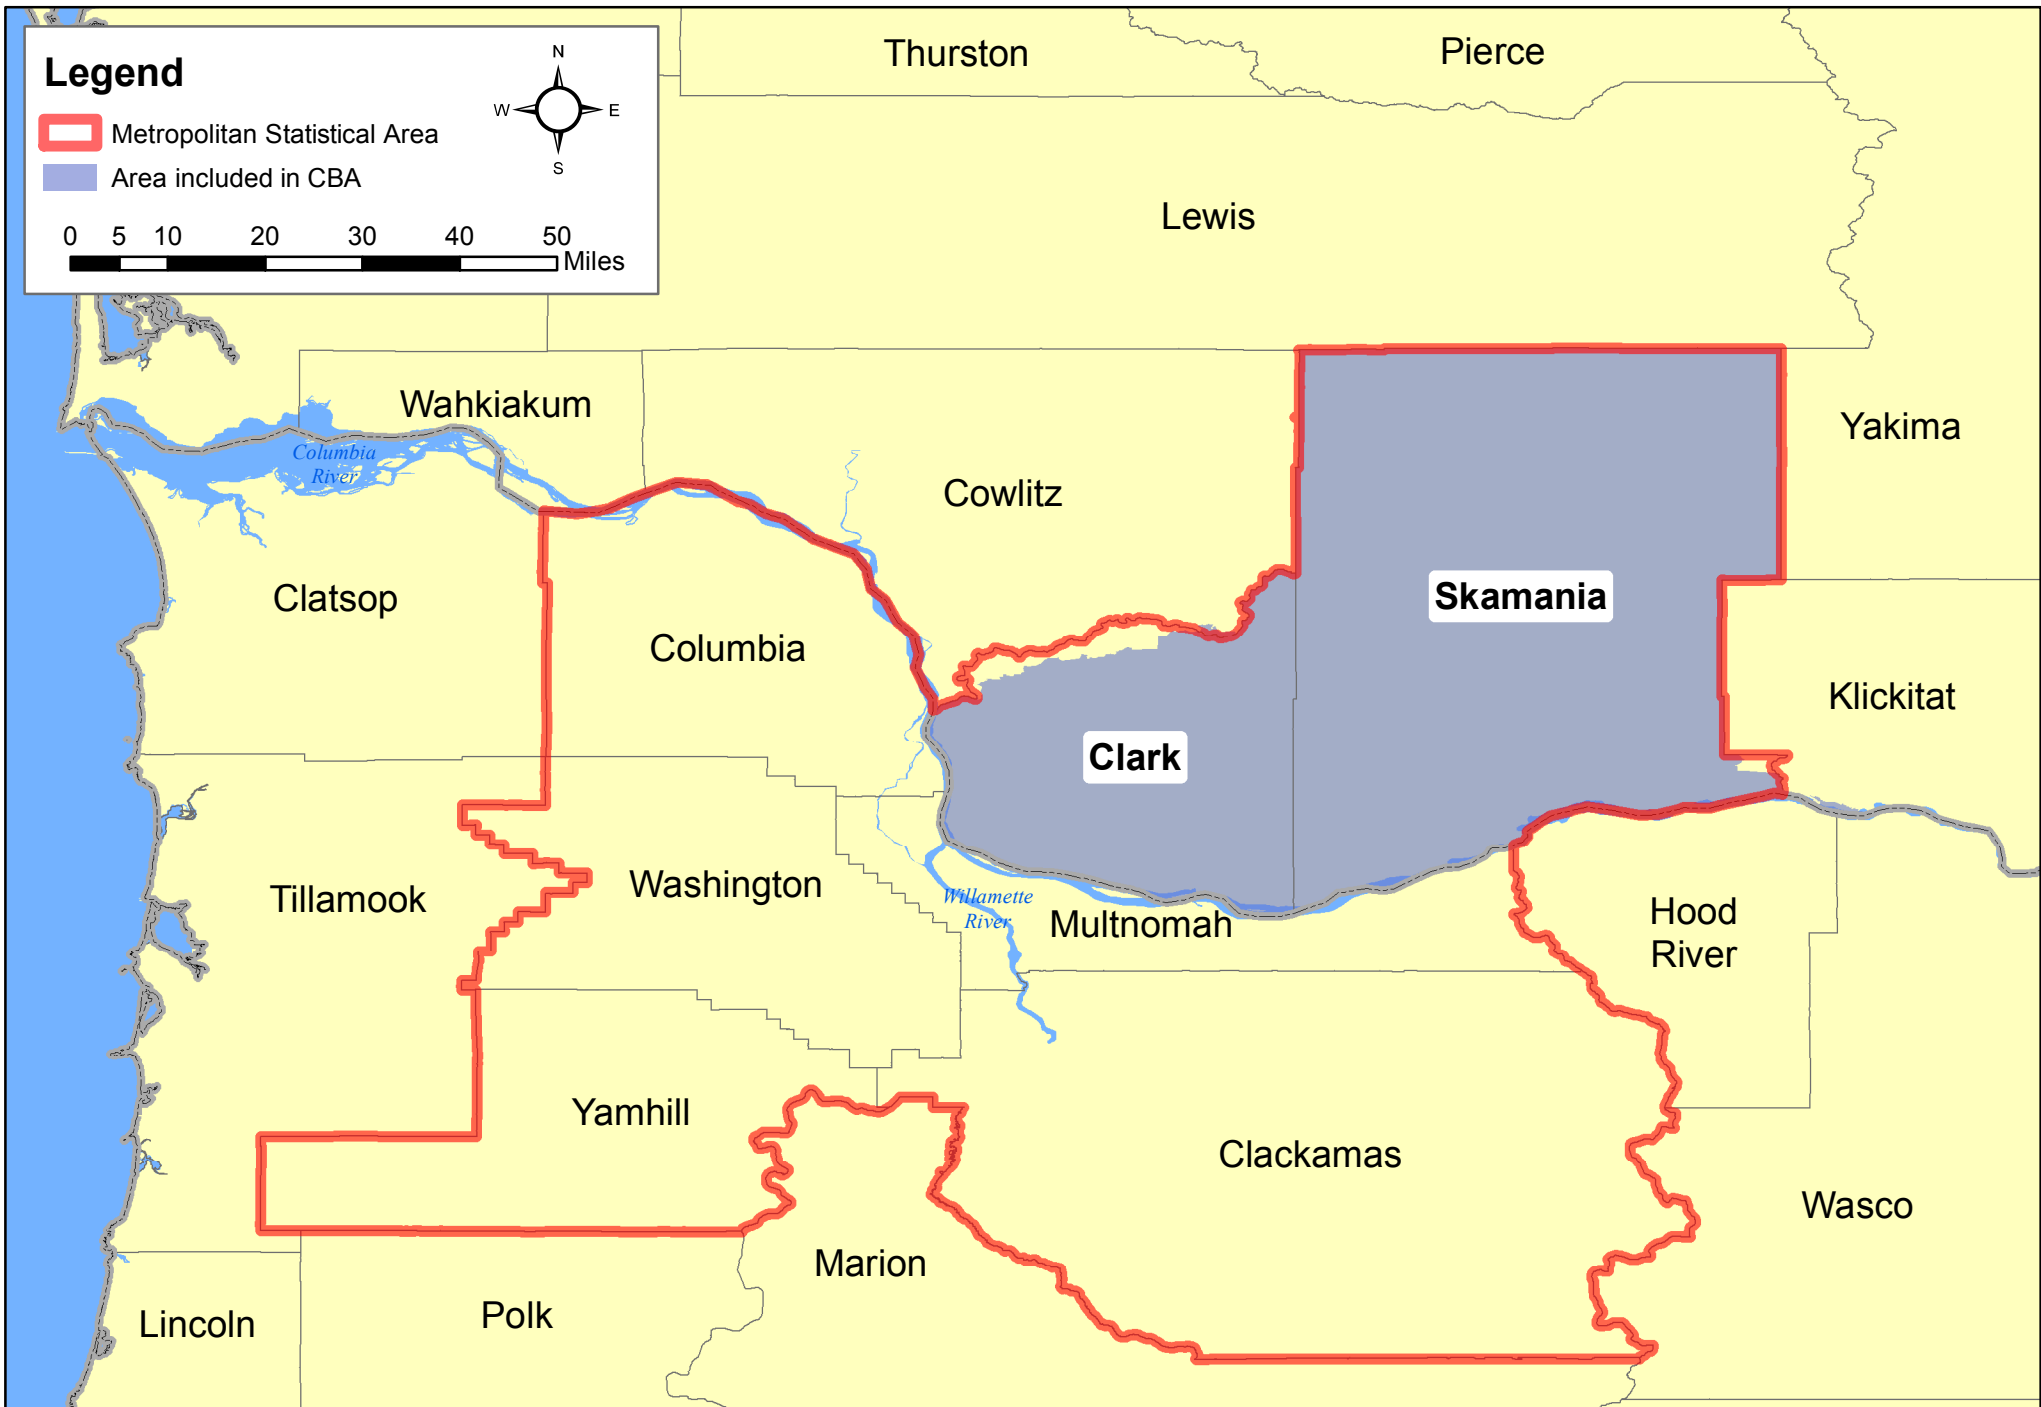 Legend
N
W
E
S
Metropolitan Statistical Area
Area included in CBA
0 5 10 20 30 40 50
Miles
Thurston
Pierce
Lewis
Wahkiakum
Yakima
Columbia
River
Cowlitz
Clatsop
Skamania
Columbia
Klickitat
Clark
Tillamook
Washington
Willamette
River
Multnomah
Hood
River
Yamhill
Clackamas
Wasco
Marion
Lincoln
Polk